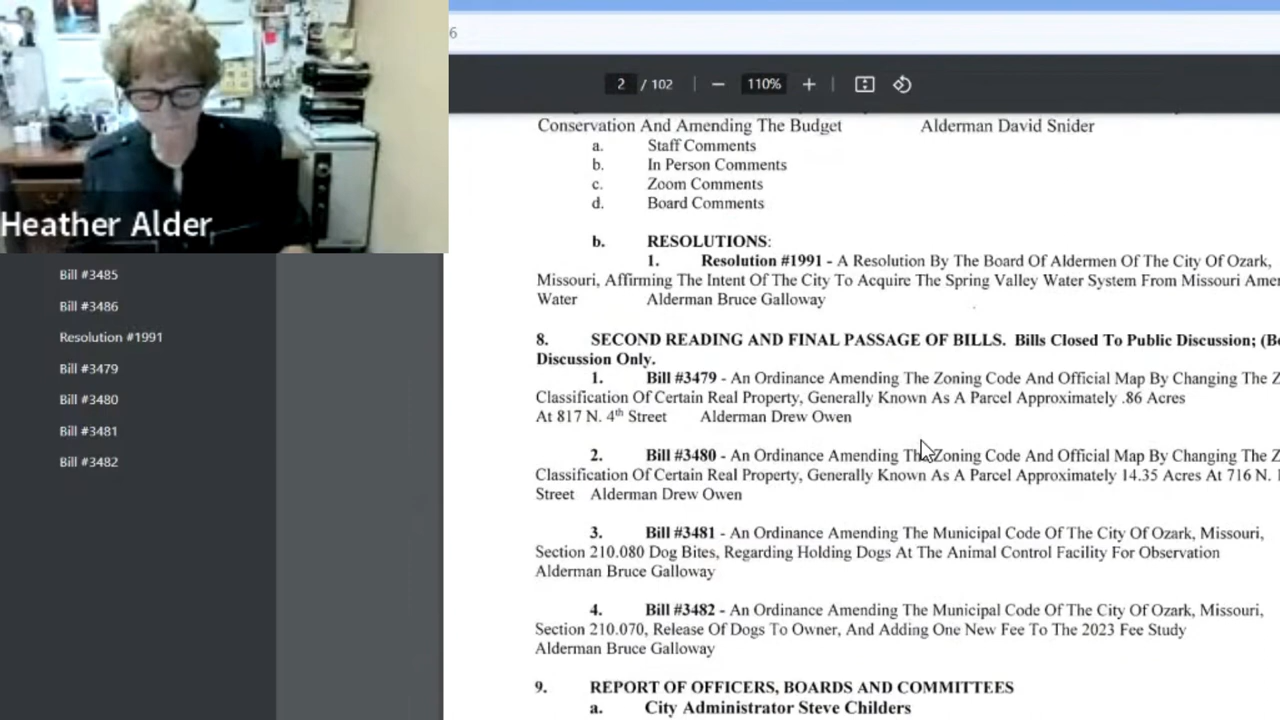 Heather Alder
Bill #3485
Bill #3486
Resolution #1991
Bill #3479
Bill #3480
Bill #3481
Bill #3482
6
2 / 102 110%
Conservation And Amending The Budget Alderman David Snider
a. Staff Comments
b. In Person Comments
c. Zoom Comments
d. Board Comments
b. RESOLUTIONS:
1. Resolution #1991 - A Resolution By The Board Of Aldermen Of The City Of Ozark,
Missouri, Affirming The Intent Of The City To Acquire The Spring Valley Water System From Missouri Amer
Water Alderman Bruce Galloway
8. SECOND READING AND FINAL PASSAGE OF BILLS. Bills Closed To Public Discussion; (Bo
Discussion Only.
1. Bill #3479 - An Ordinance Amending The Zoning Code And Official Map By Changing The Z
Classification Of Certain Real Property, Generally Known As A Parcel Approximately .86 Acres
At 817 N. 4th Street Alderman Drew Owen
2. Bill #3480 - An Ordinance Amending The Zoning Code And Official Map By Changing The Z
Classification Of Certain Real Property, Generally Known As A Parcel Approximately 14.35 Acres At 716 N.
Street Alderman Drew Owen
3. Bill #3481 - An Ordinance Amending The Municipal Code Of The City Of Ozark, Missouri,
Section 210.080 Dog Bites, Regarding Holding Dogs At The Animal Control Facility For Observation
Alderman Bruce Galloway
4. Bill #3482 - An Ordinance Amending The Municipal Code Of The City Of Ozark, Missouri,
Section 210.070, Release Of Dogs To Owner, And Adding One New Fee To The 2023 Fee Study
Alderman Bruce Galloway
9. REPORT OF OFFICERS, BOARDS AND COMMITTEES
a. City Administrator Steve Childers